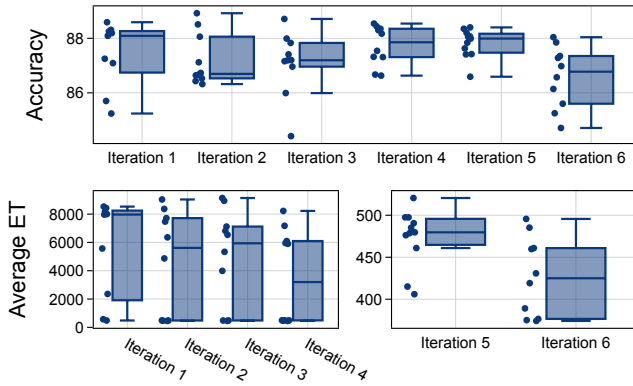 Accuracy
88
86
Iteration 1 Iteration 2 Iteration 3 Iteration 4 Iteration 5 Iteration 6
Average ET
8000
6000
4000
2000
0
Iteration 1 Iteration 2 Iteration 3 Iteration 4
500
450
400
Iteration 5 Iteration 6